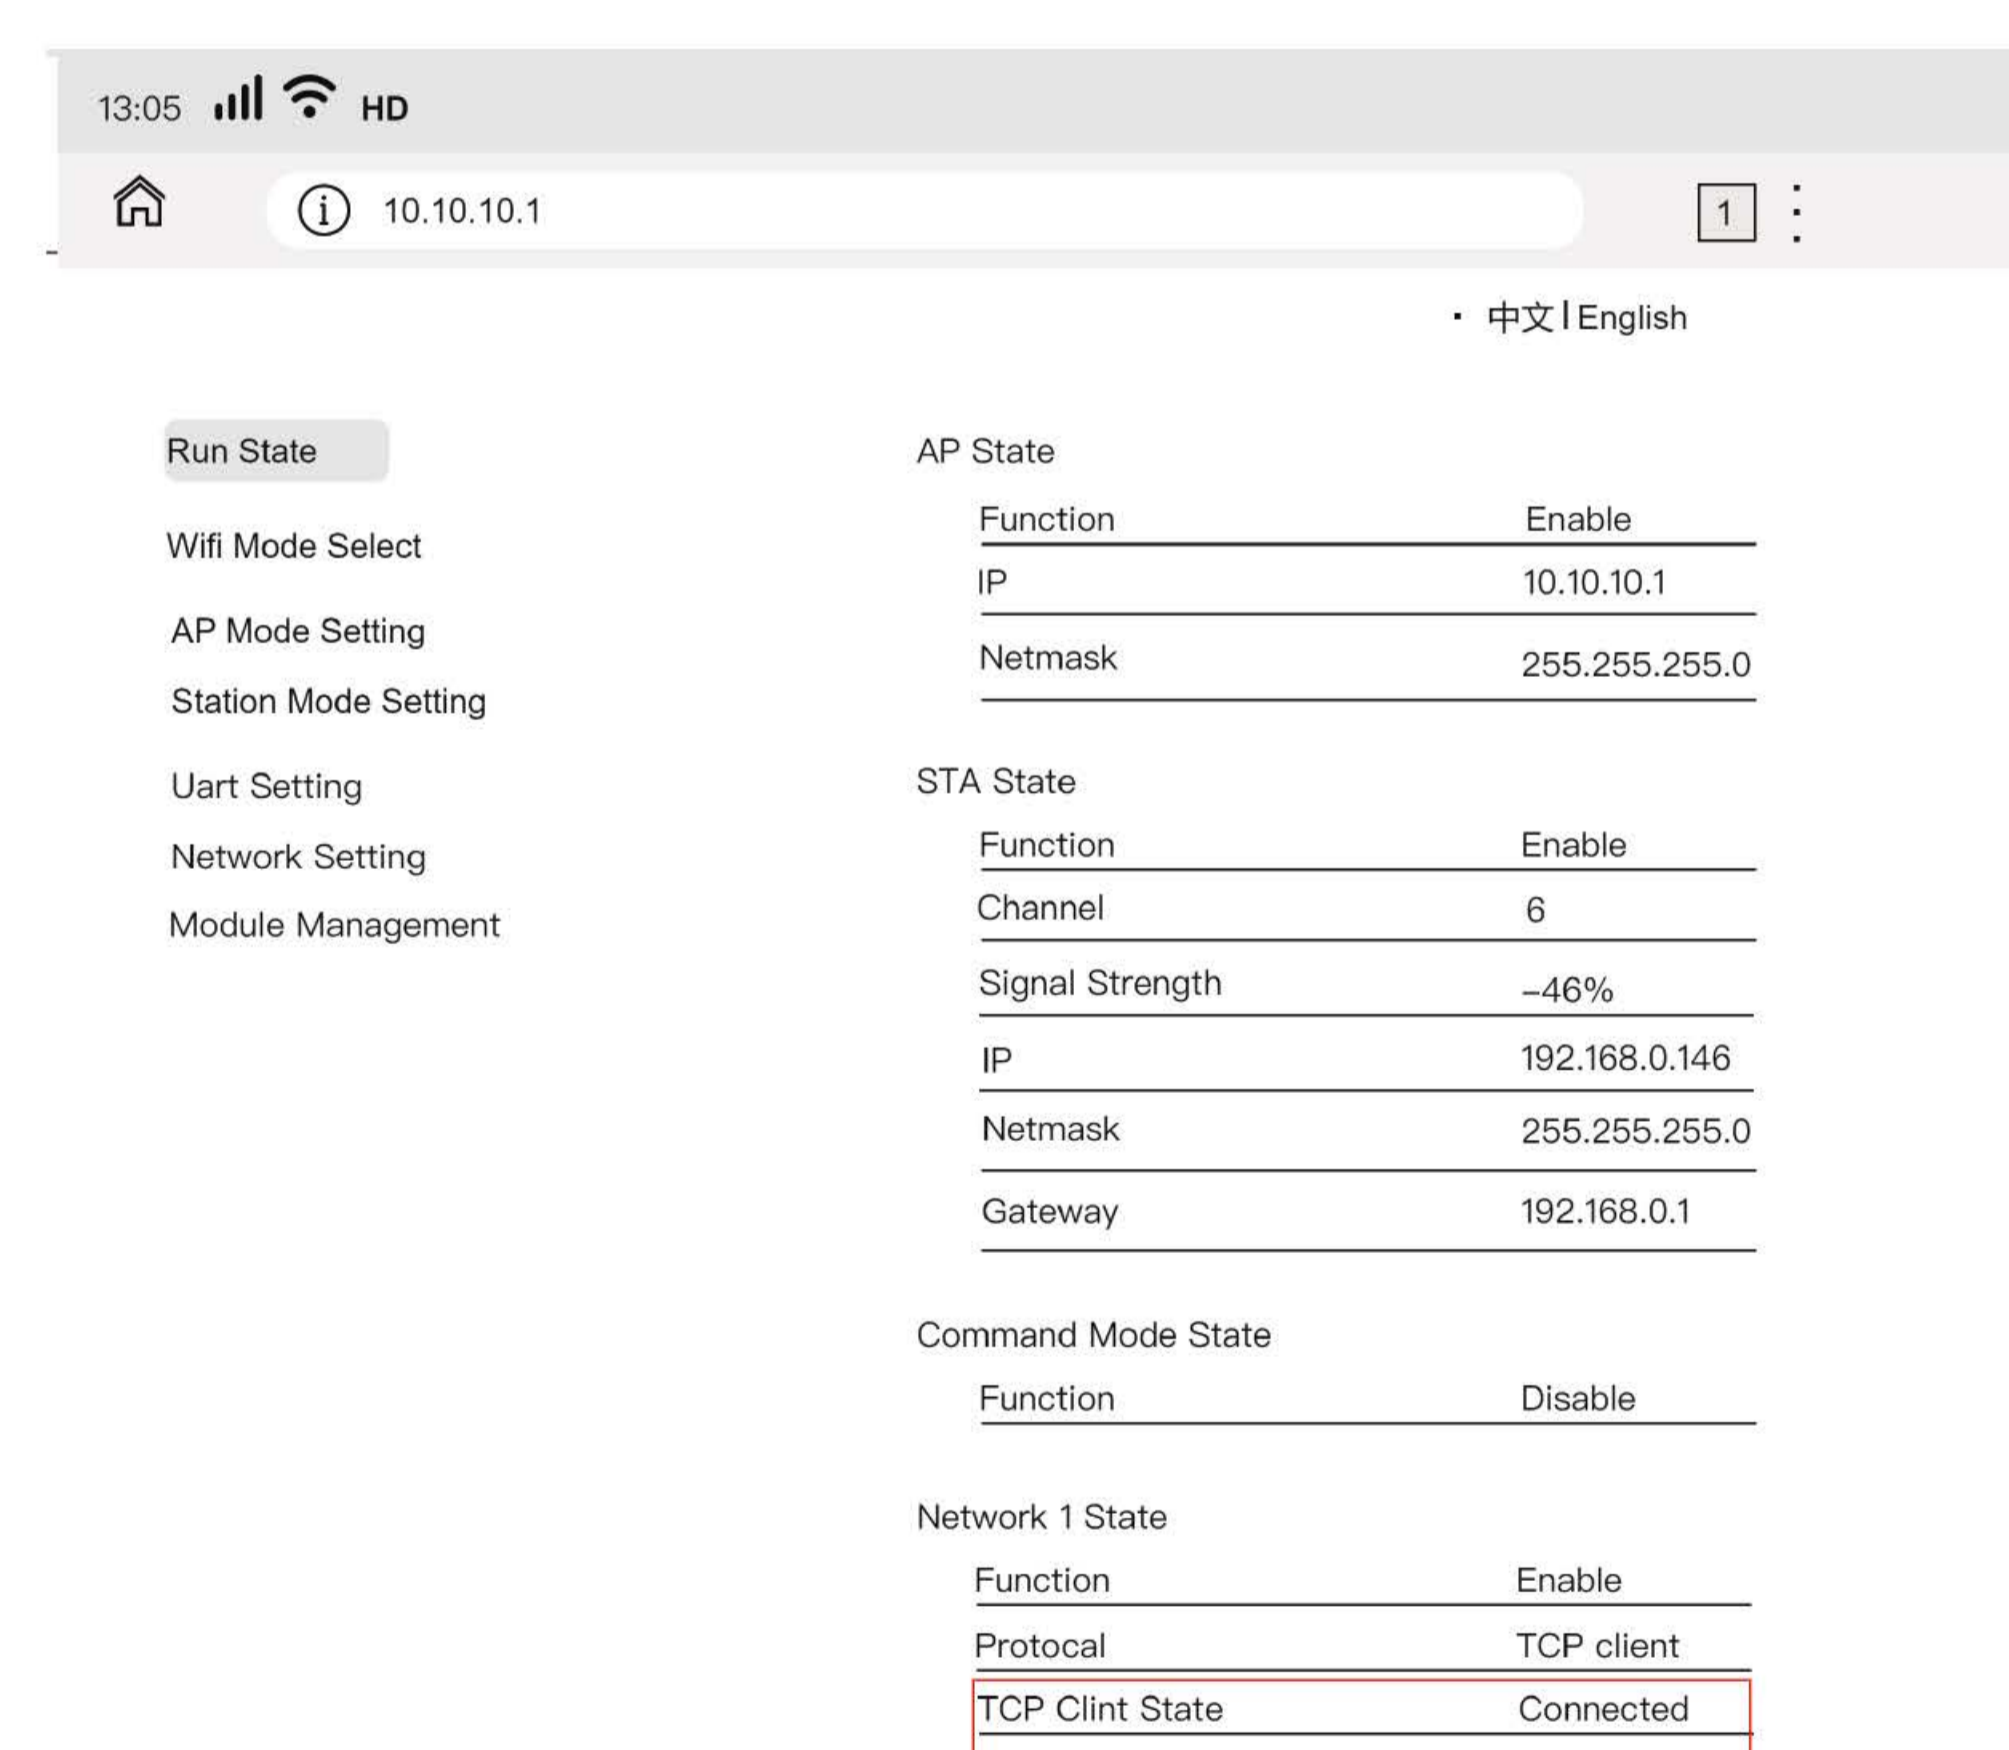 13:05 HD
10.10.10.1 1
· 中文 | English
Run State
Wifi Mode Select
AP Mode Setting
Station Mode Setting
Uart Setting
Network Setting
Module Management
AP State
Function Enable
IP 10.10.10.1
Netmask 255.255.255.0
STA State
Function Enable
Channel 6
Signal Strength –46%
IP 192.168.0.146
Netmask 255.255.255.0
Gateway 192.168.0.1
Command Mode State
Function Disable
Network 1 State
Function Enable
Protocal TCP client
TCP Clint State Connected